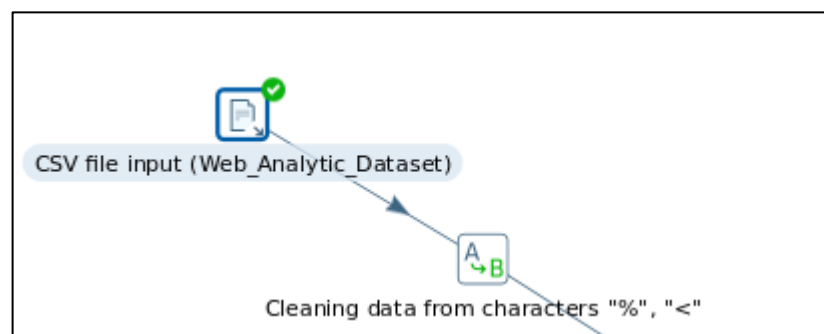 CSV file input (Web_Analytic_Dataset)
A
B
Cleaning data from characters "%", "<"